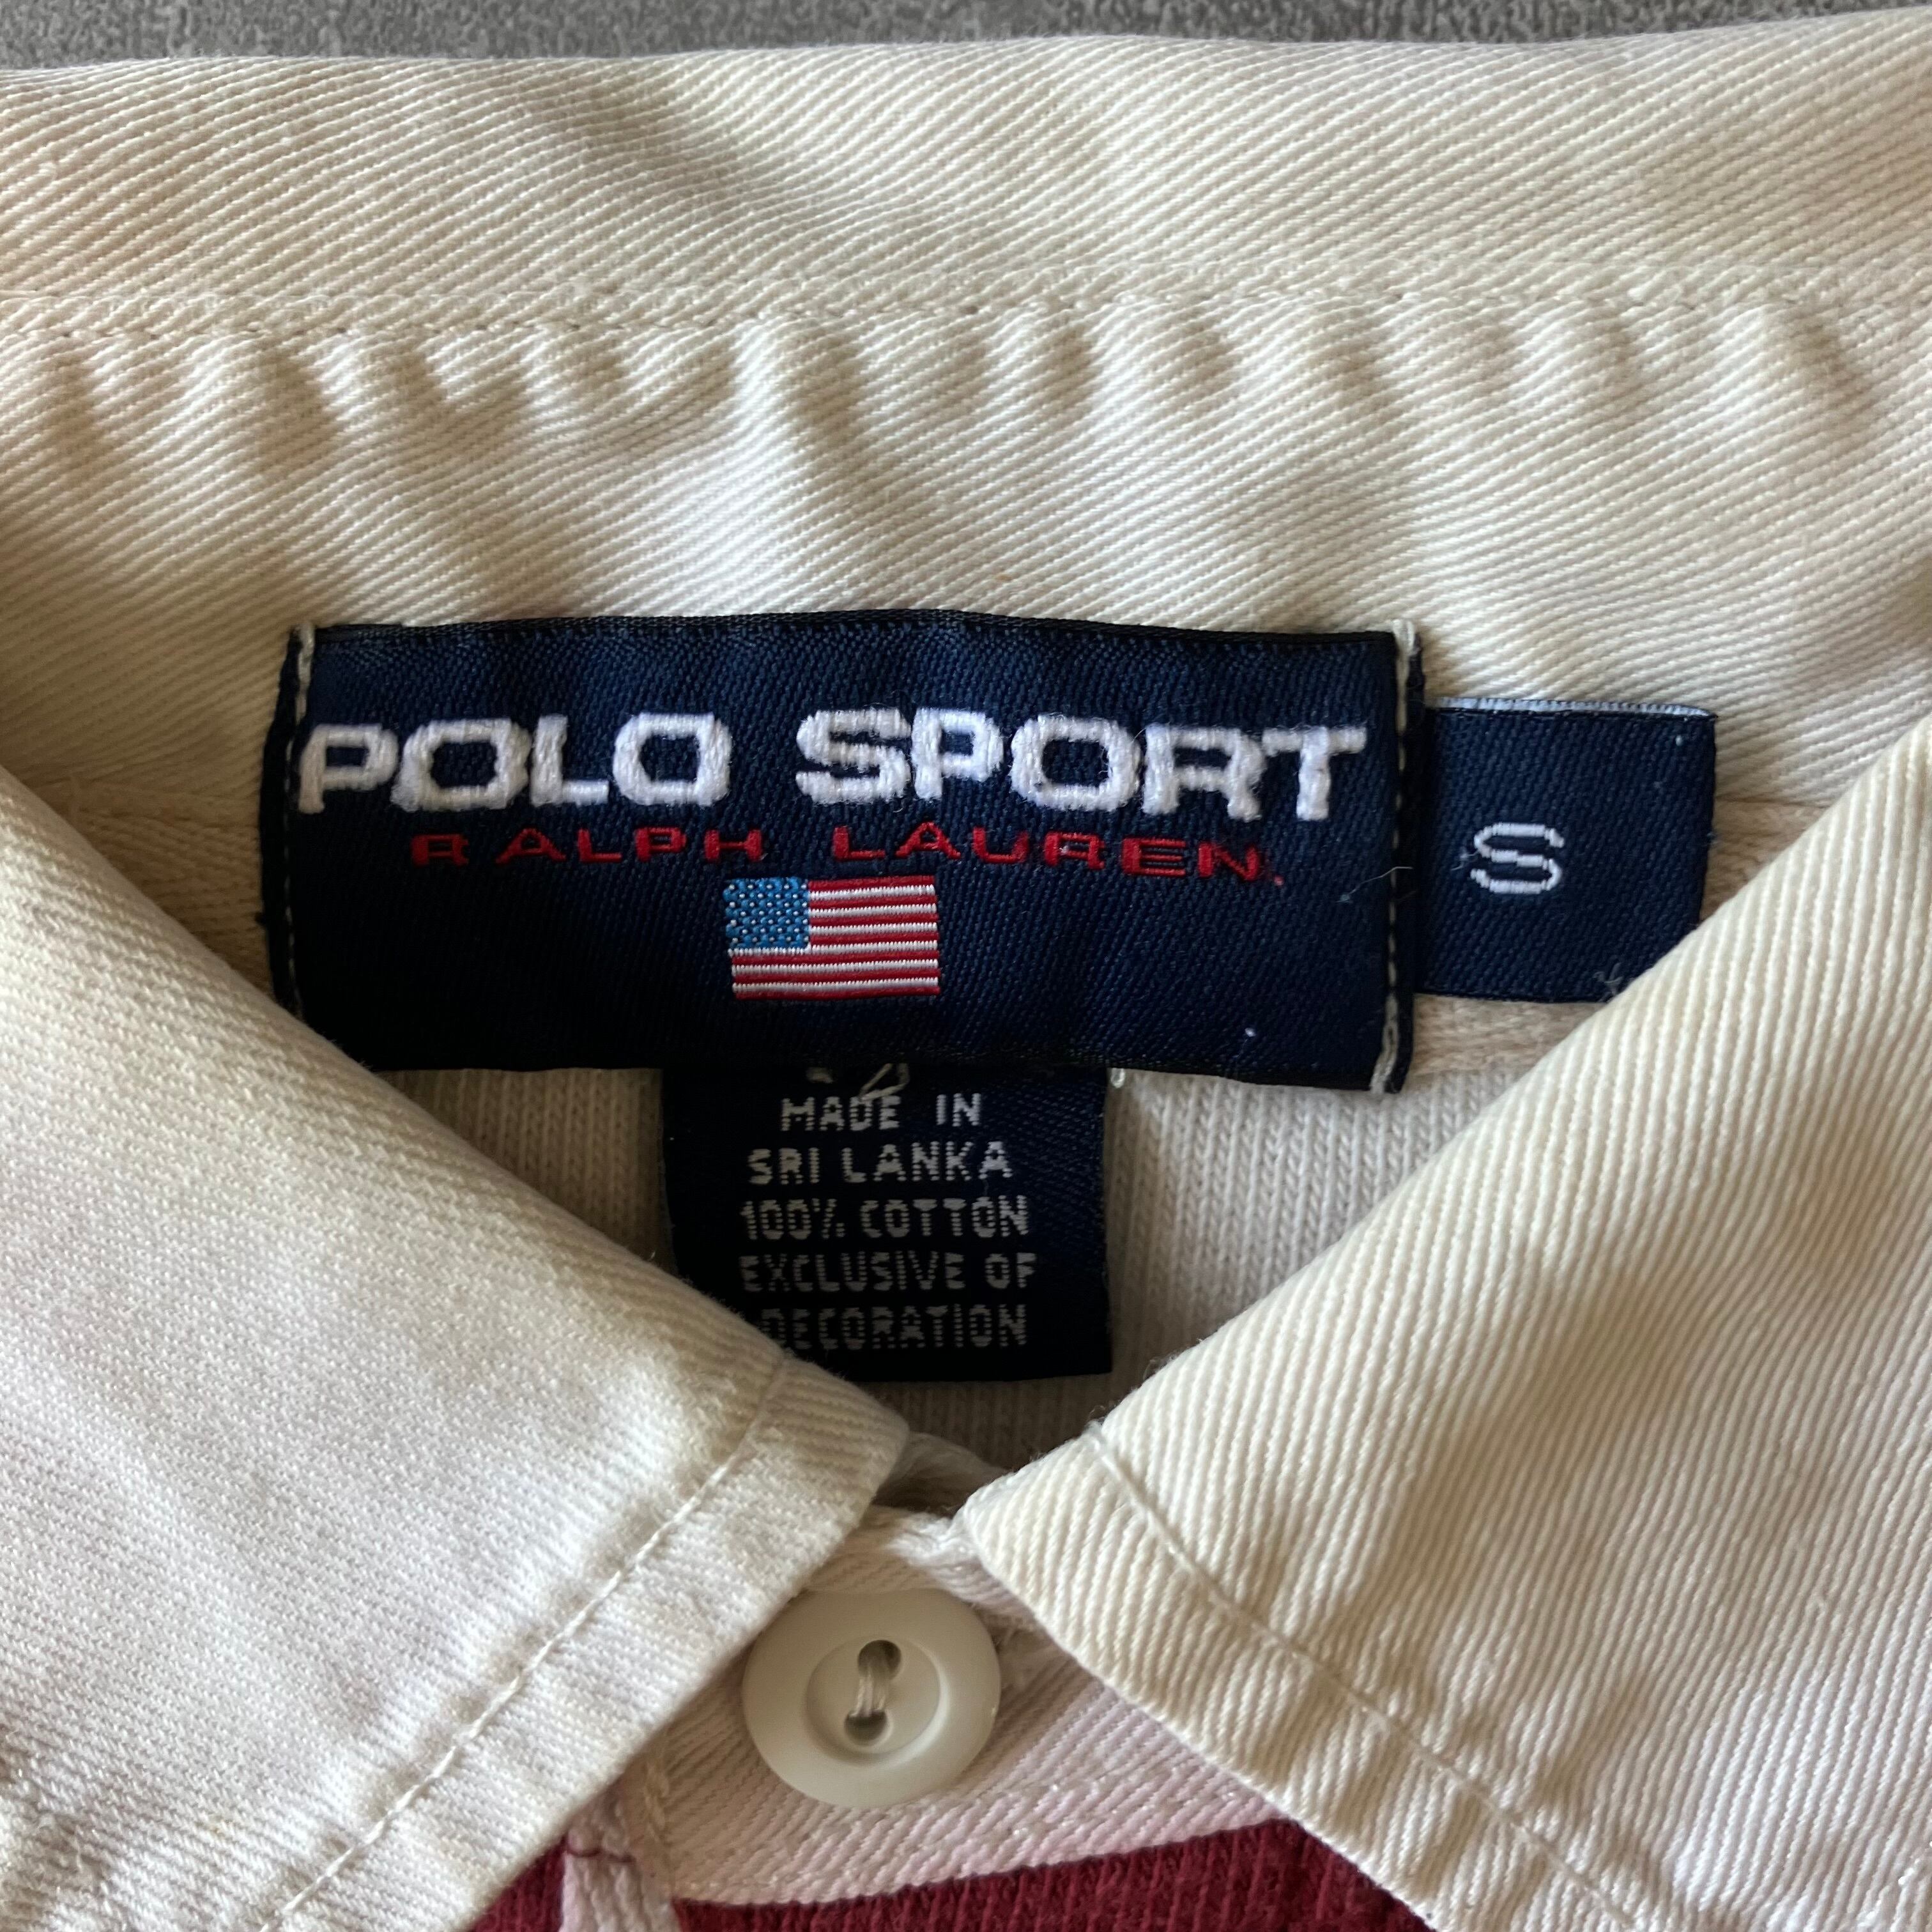 POLO SPORT
RALPH LAUREN
S
MADE IN
SRI LANKA
100% COTTON
EXCLUSIVE OF
DECORATION